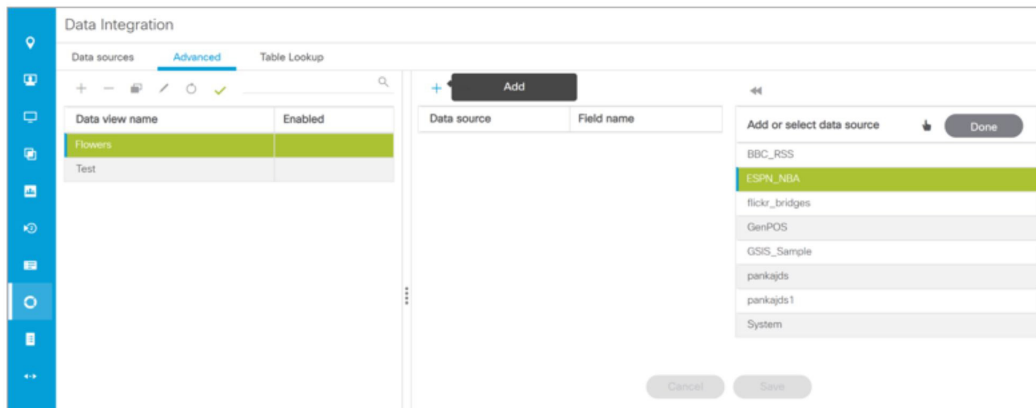 Data Integration
Data sources
Advanced
Table Lookup
Add
Data view name
Enabled
Flowers
Test
Data source
Field name
Add or select data source
Done
BBC_RSS
ESPN_NBA
flickr_bridges
GenPOS
GSIS_Sample
pankajds
pankajds1
System
Cancel
Save